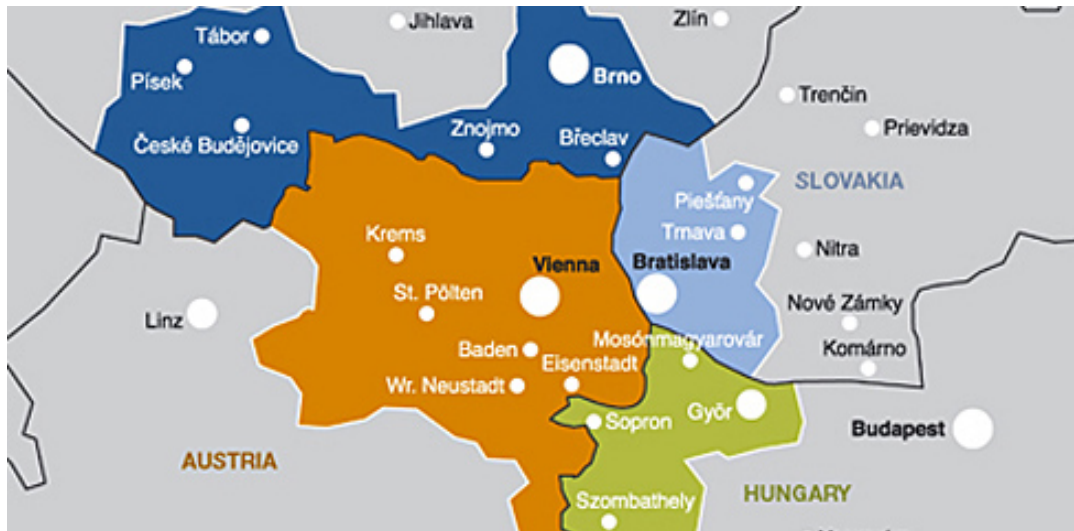 Jihlava
Zlín
Tábor
Písek
Brno
Trenčín
České Budějovice
Znojmo
Břeclav
Prievidza
SLOVAKIA
Piešťany
Krems
Trnava
Nitra
Vienna
Bratislava
St. Pölten
Nové Zámky
Linz
Mosónmagyarovár
Baden
Eisenstadt
Komárno
Wr. Neustadt
Sopron
Győr
Budapest
AUSTRIA
HUNGARY
Szombathely